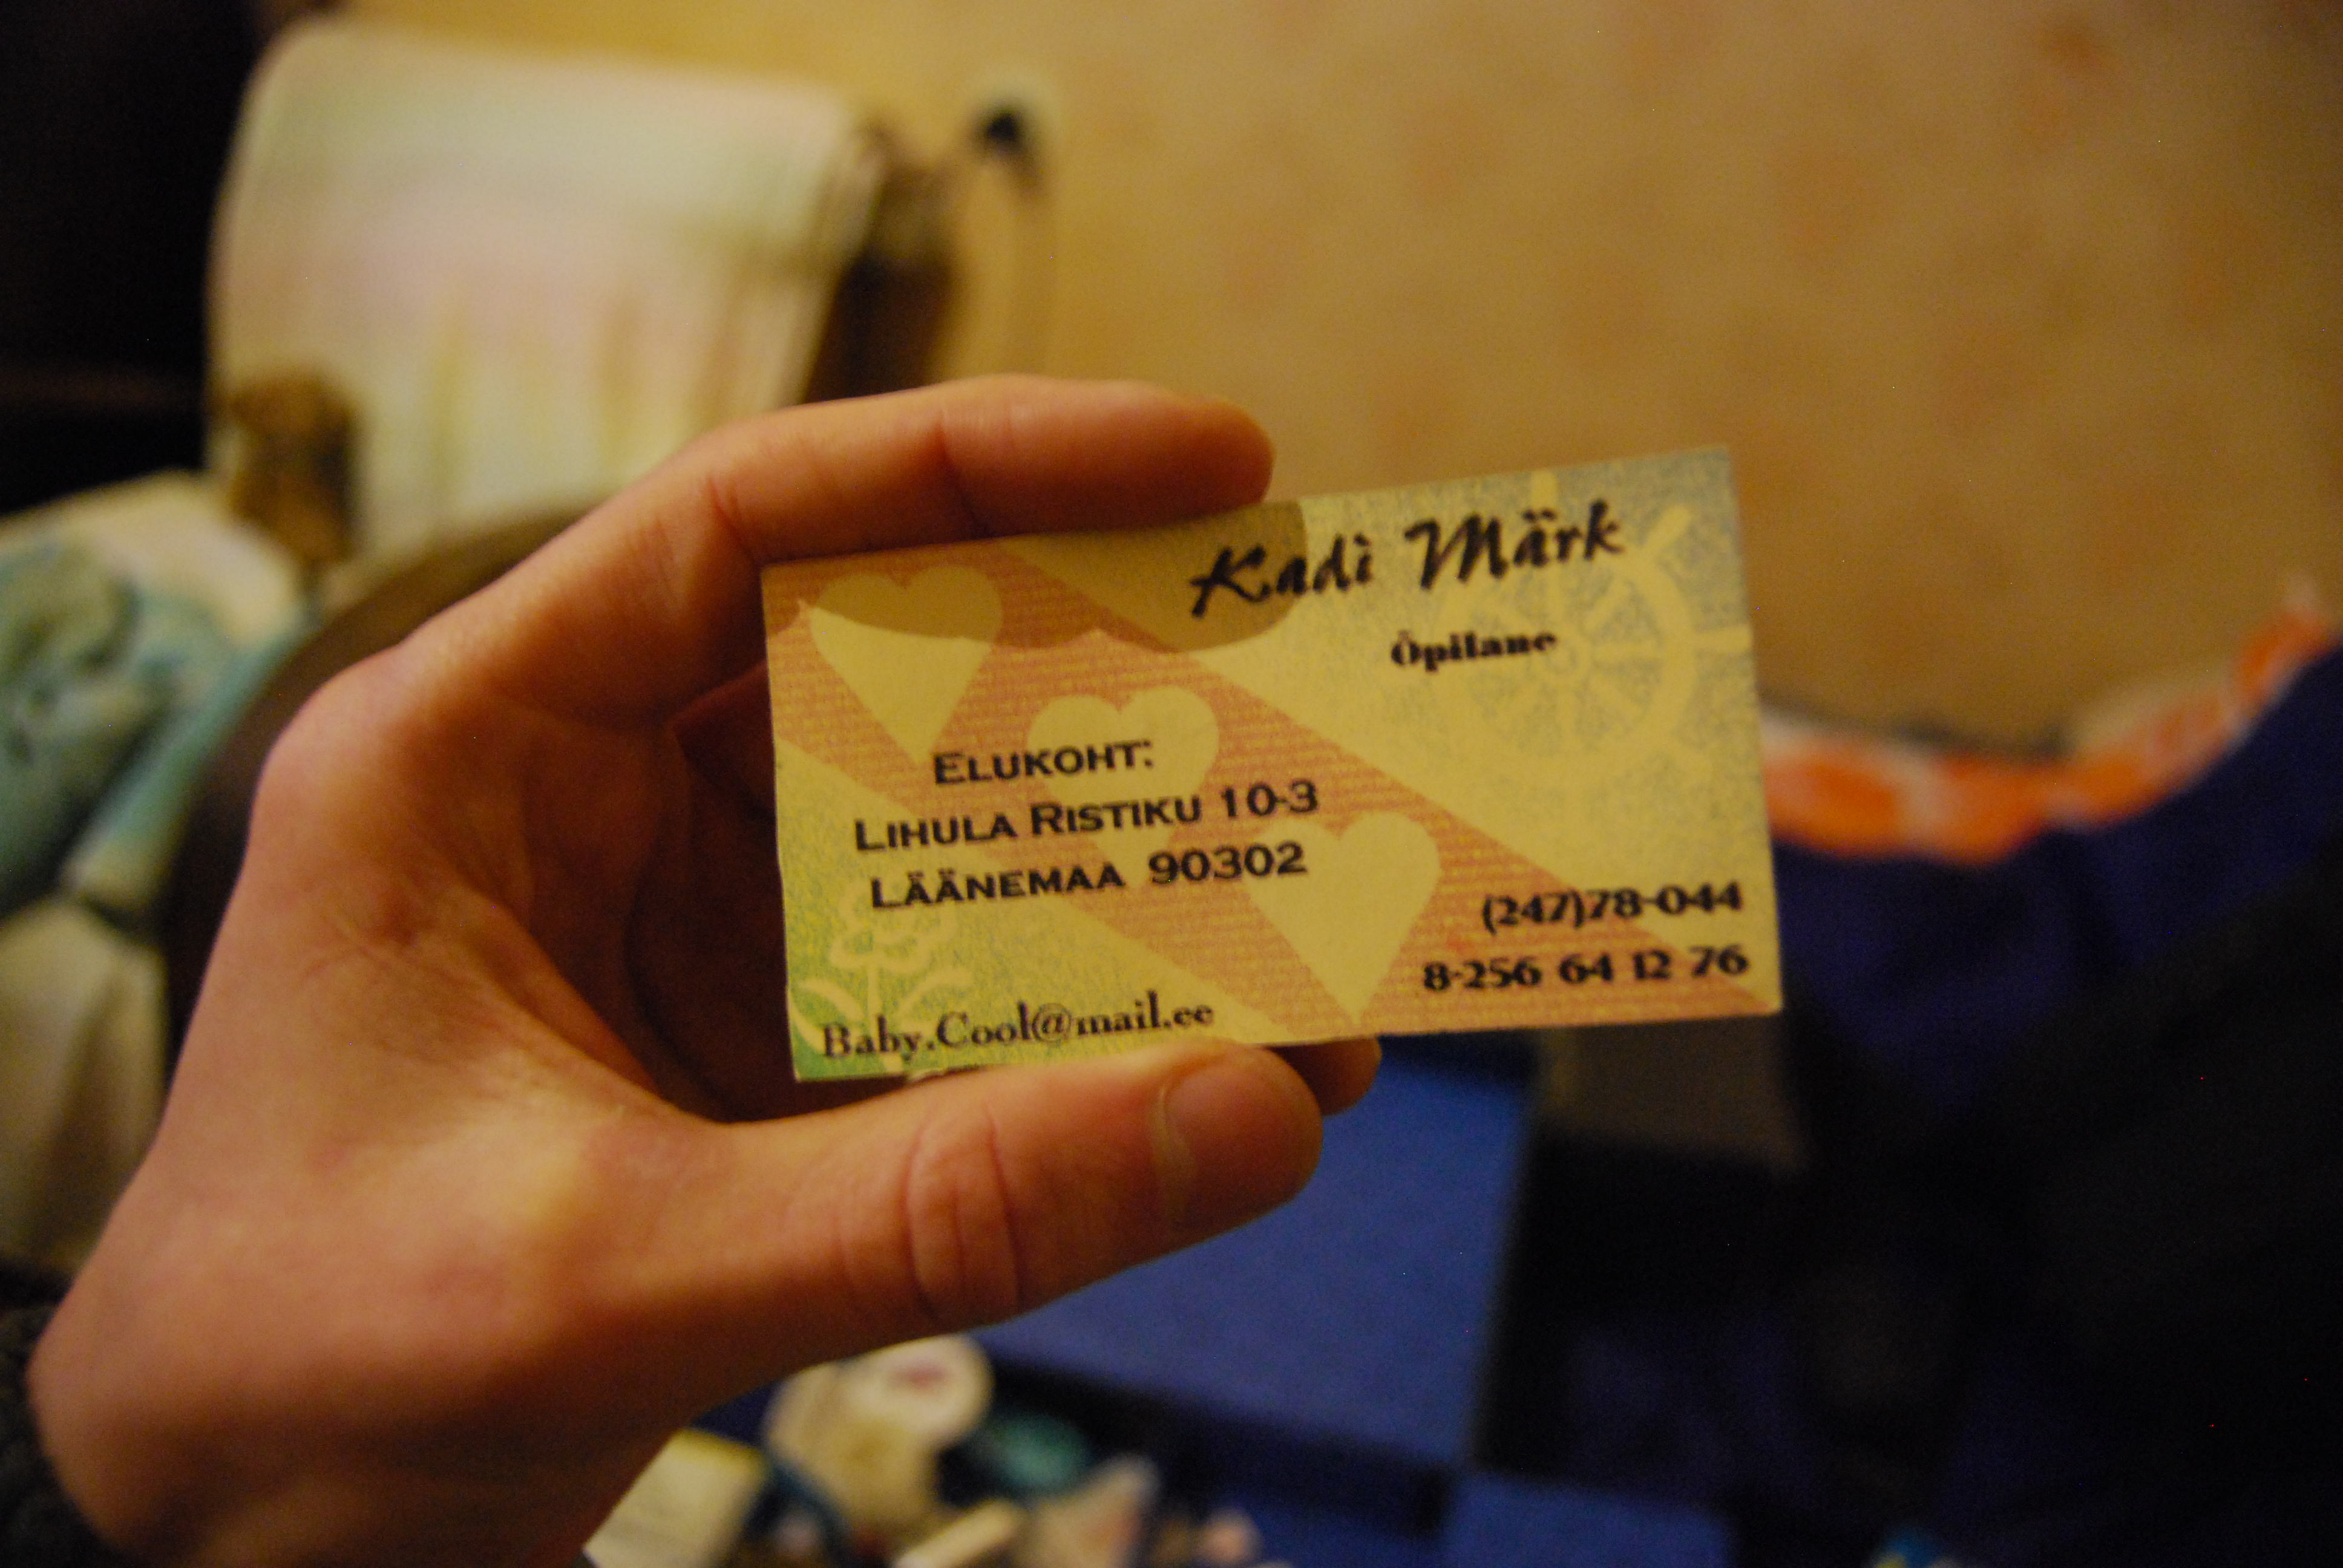 Kadi Märk
Õpilane
ELUKOHT:
LIHULA RISTIKU 10-3
LÄÄNEMAA 90302
(247)78-044
8-256 64 12 76
Baby.Cool@mail.ee